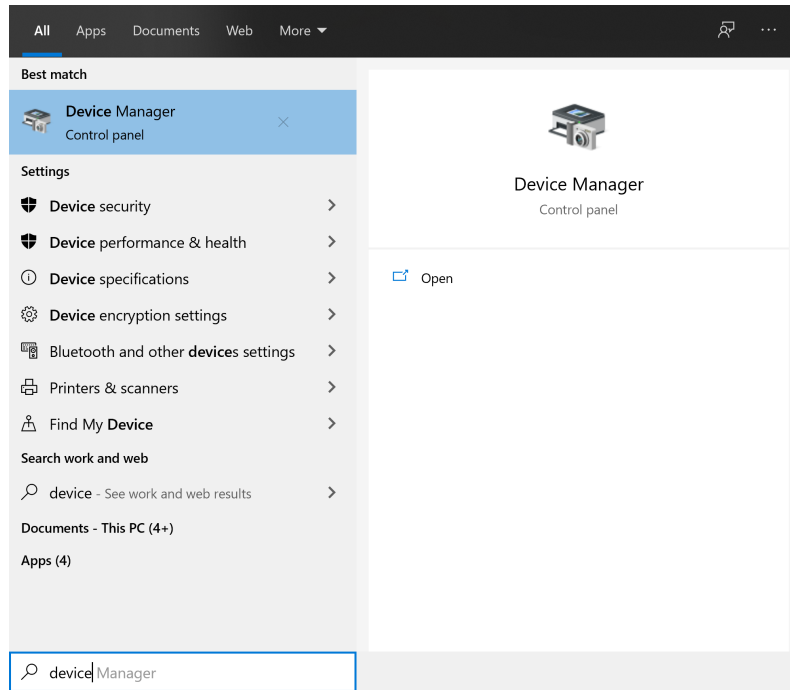 All Apps Documents Web More
Best match
Device Manager
Control panel
Settings
Device security
Device performance & health
Device specifications
Device encryption settings
Bluetooth and other devices settings
Printers & scanners
Find My Device
Search work and web
device - See work and web results
Documents - This PC (4+)
Apps (4)
device Manager
Device Manager
Control panel
Open